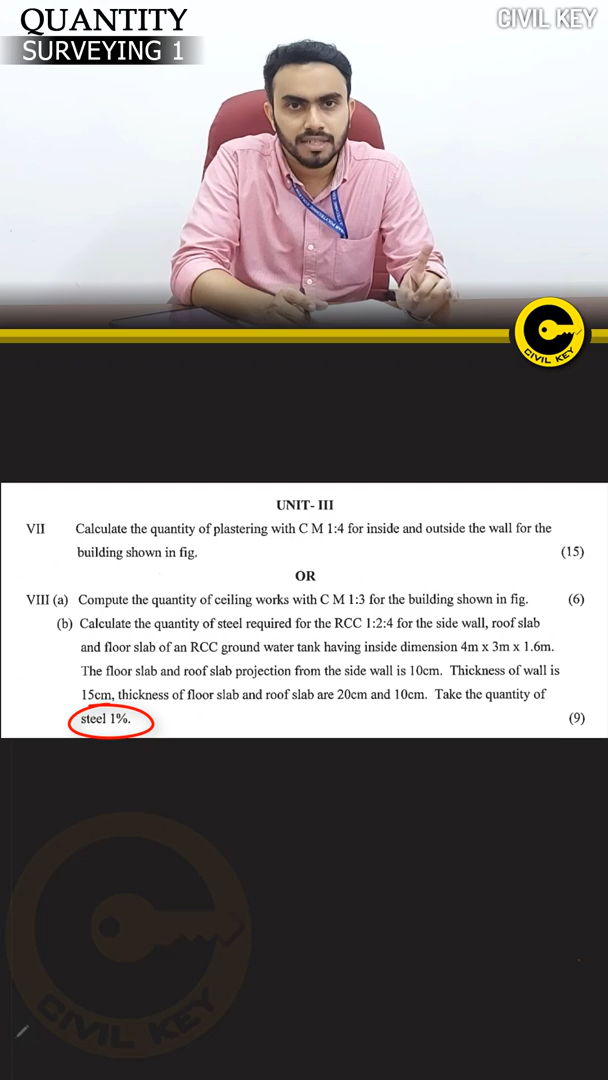 QUANTITY
SURVEYING 1
CIVIL KEY
CIVIL KEY
UNIT- III
VII Calculate the quantity of plastering with C M 1:4 for inside and outside the wall for the
building shown in fig. (15)
OR
VIII (a) Compute the quantity of ceiling works with C M 1:3 for the building shown in fig. (6)
(b) Calculate the quantity of steel required for the RCC 1:2:4 for the side wall, roof slab
and floor slab of an RCC ground water tank having inside dimension 4m x 3m x 1.6m.
The floor slab and roof slab projection from the side wall is 10cm. Thickness of wall is
15cm, thickness of floor slab and roof slab are 20cm and 10cm. Take the quantity of
steel 1%. (9)
CIVIL KEY